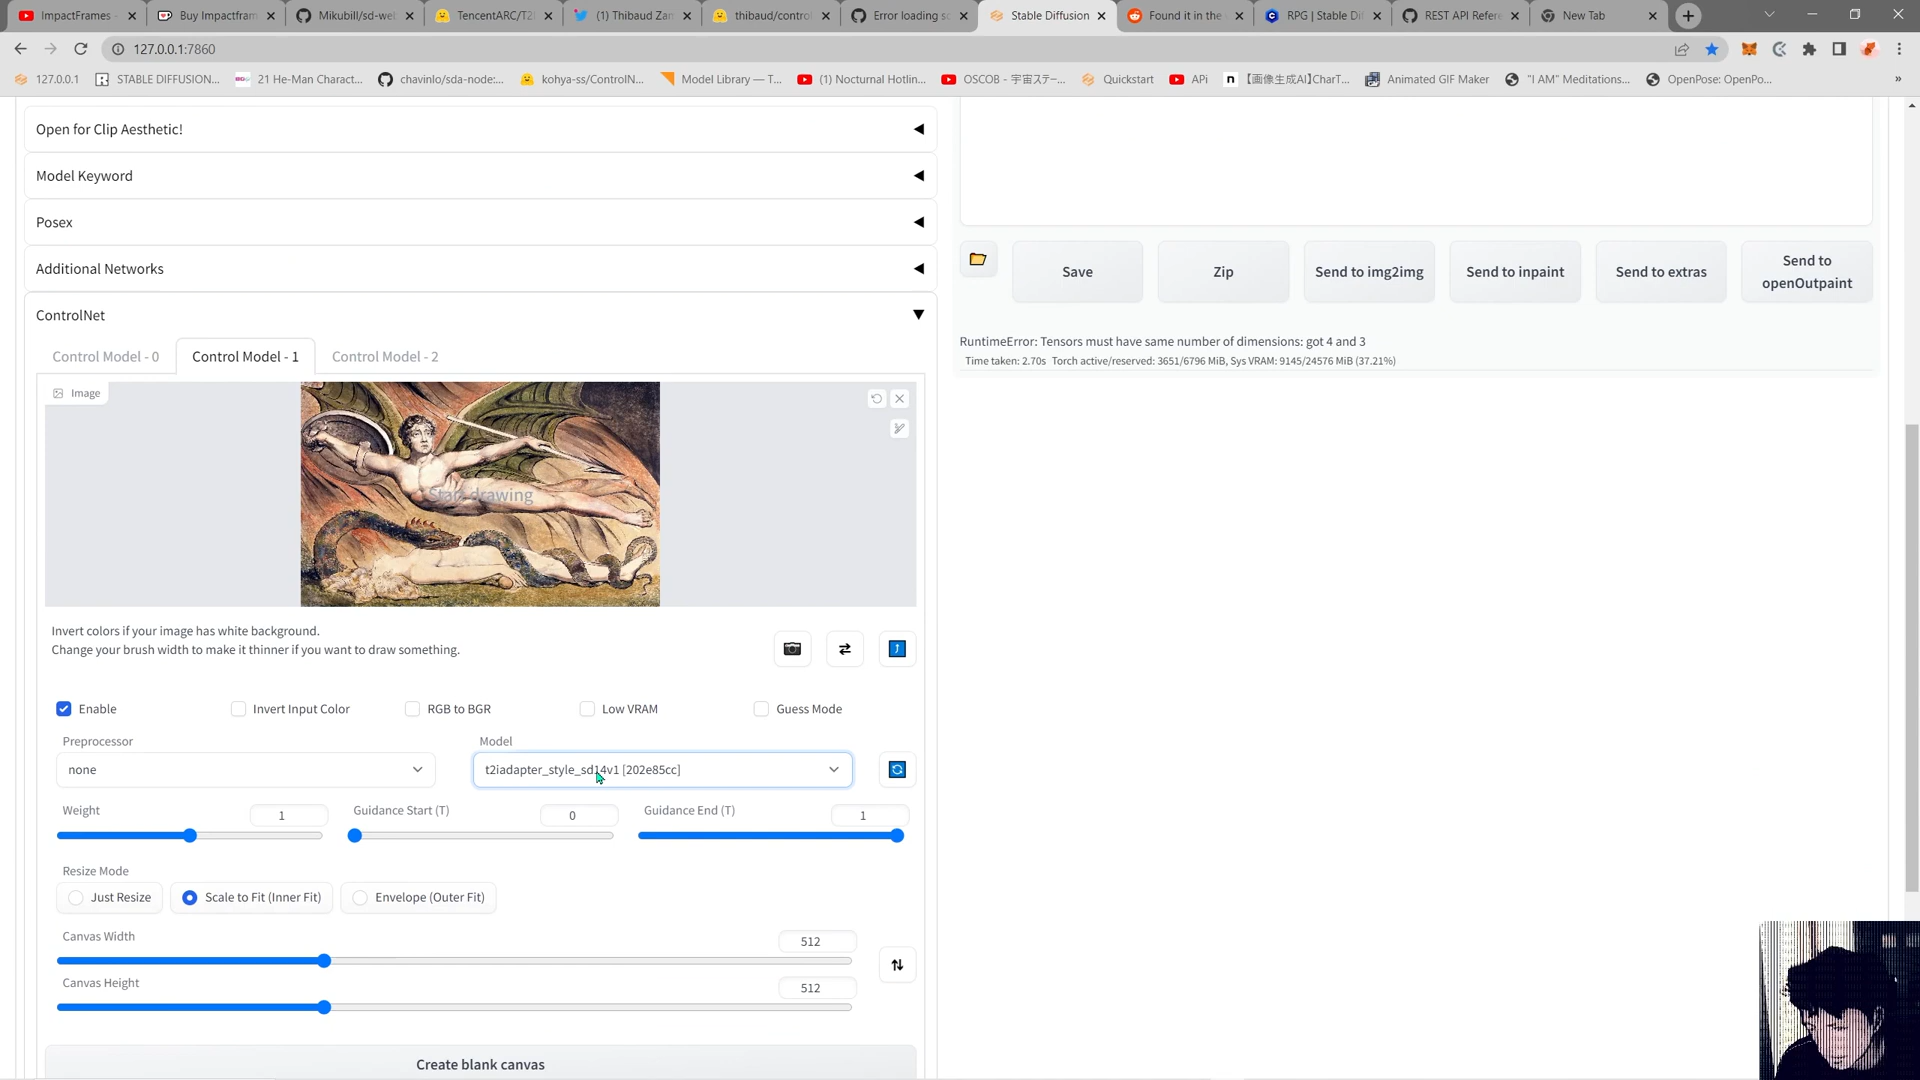 ImpactFrames -
Buy Impactfram
Mikubill/sd-we
TencentARC/T2
(1) Thibaud Zan
thibaud/contro
Error loading sc
Stable Diffusion
Found it in the
RPG | Stable Di
REST API Refere
New Tab
127.0.0.1:7860
127.0.0.1
STABLE DIFFUSION...
21 He-Man Charact...
chavinlo/sda-node:...
kohya-ss/ControlN...
Model Library — T...
(1) Nocturnal Hotlin...
OSCOB - 宇宙ステー...
Quickstart
APi
【画像生成AI】CharT...
Animated GIF Maker
"I AM" Meditations...
OpenPose: OpenPo...
»
Open for Clip Aesthetic!
Model Keyword
Posex
Additional Networks
Save
Zip
Send to img2img
Send to inpaint
Send to extras
Send to
openOutpaint
ControlNet
RuntimeError: Tensors must have same number of dimensions: got 4 and 3
Time taken: 2.70s Torch active/reserved: 3651/6796 MiB, Sys VRAM: 9145/24576 MiB (37.21%)
Control Model - 0
Control Model - 1
Control Model - 2
Image
Start drawing
Invert colors if your image has white background.
Change your brush width to make it thinner if you want to draw something.
Enable
Invert Input Color
RGB to BGR
Low VRAM
Guess Mode
Preprocessor
Model
none
t2iadapter_style_sd14v1 [202e85cc]
Weight
1
Guidance Start (T)
0
Guidance End (T)
1
Resize Mode
Just Resize
Scale to Fit (Inner Fit)
Envelope (Outer Fit)
Canvas Width
512
Canvas Height
512
Create blank canvas